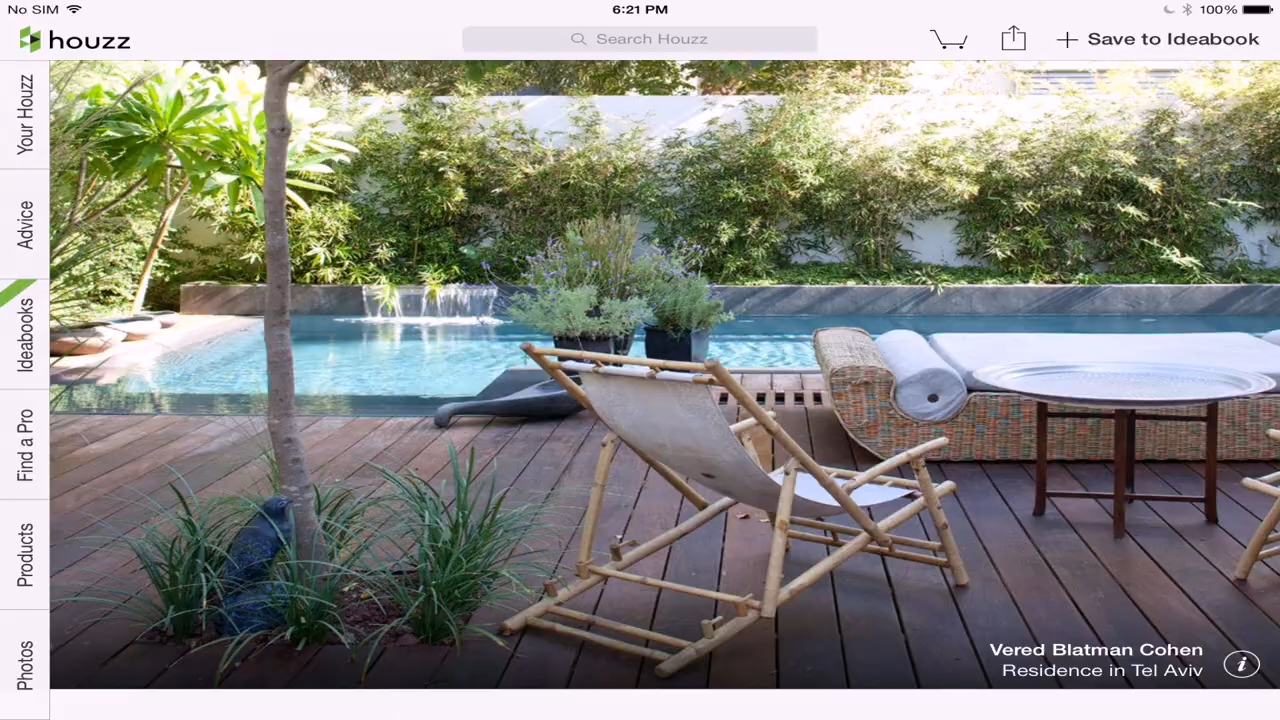 No SIM
6:21 PM
100%
houzz
Search Houzz
Save to Ideabook
Your Houzz
Advice
Ideabooks
Find a Pro
Products
Photos
Vered Blatman Cohen
Residence in Tel Aviv